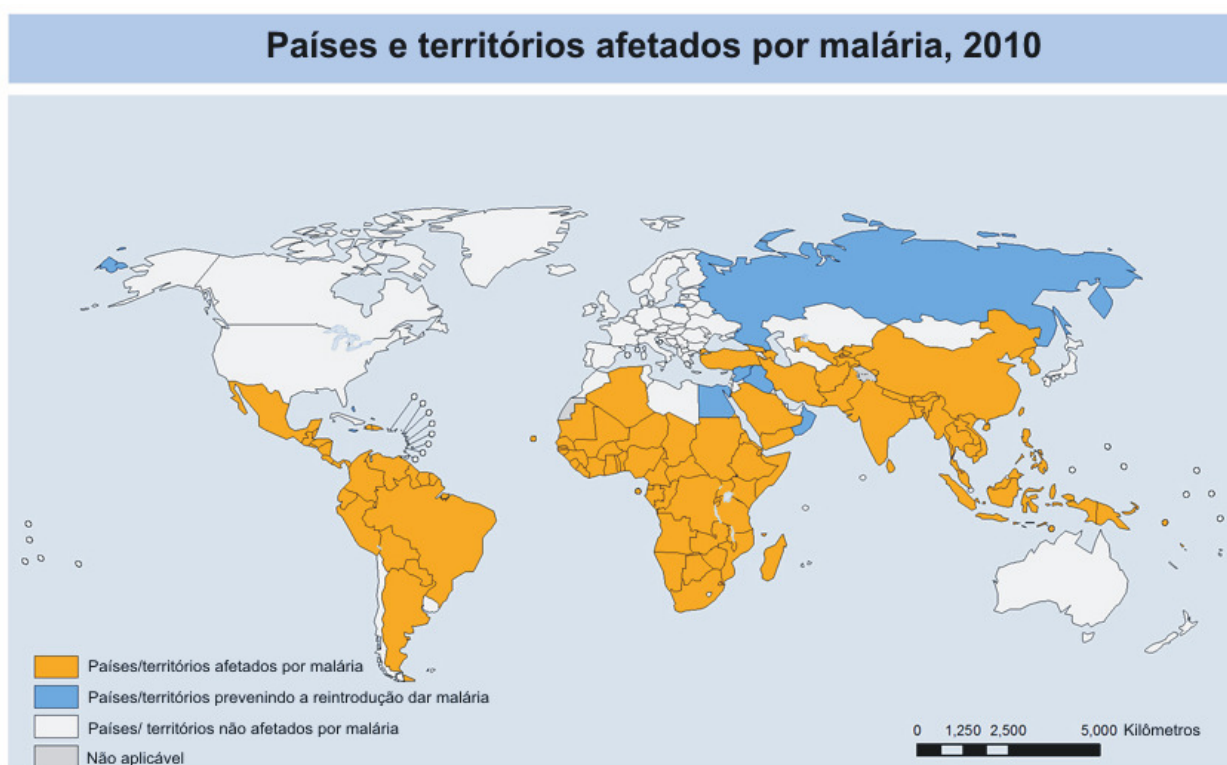 Países e territórios afetados por malária, 2010
Países/territórios afetados por malária
Países/territórios prevenindo a reintrodução dar malária
Países/ territórios não afetados por malária
Não aplicável
0 1,250 2,500 5,000 Kilômetros